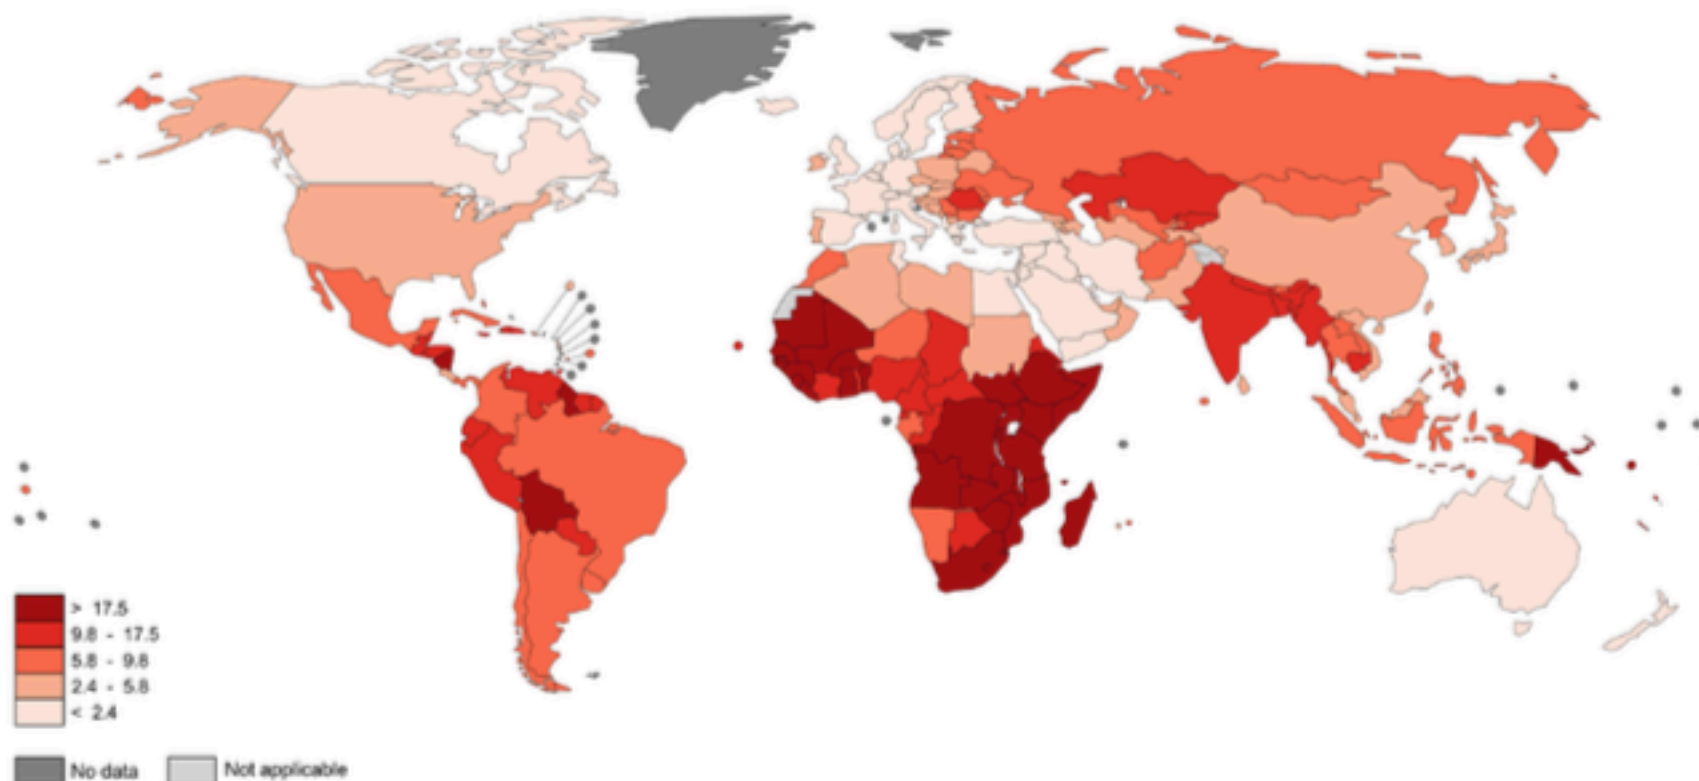 > 17.5
9.8 - 17.5
5.8 - 9.8
2.4 - 5.8
< 2.4
No data
Not applicable